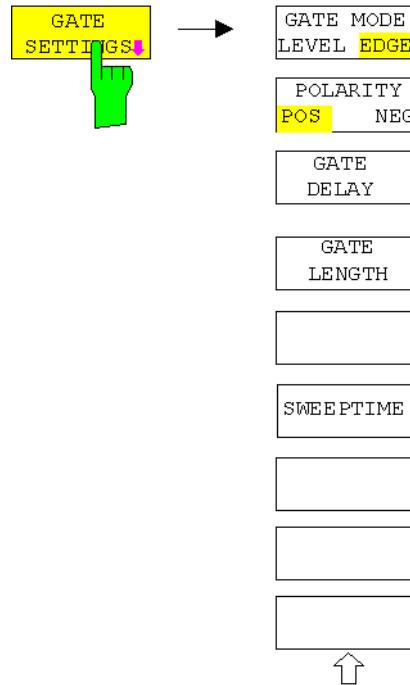 GATE
SETTINGS
GATE MODE
LEVEL EDGE
POLARITY
POS NEG
GATE
DELAY
GATE
LENGTH
SWEEPTIME